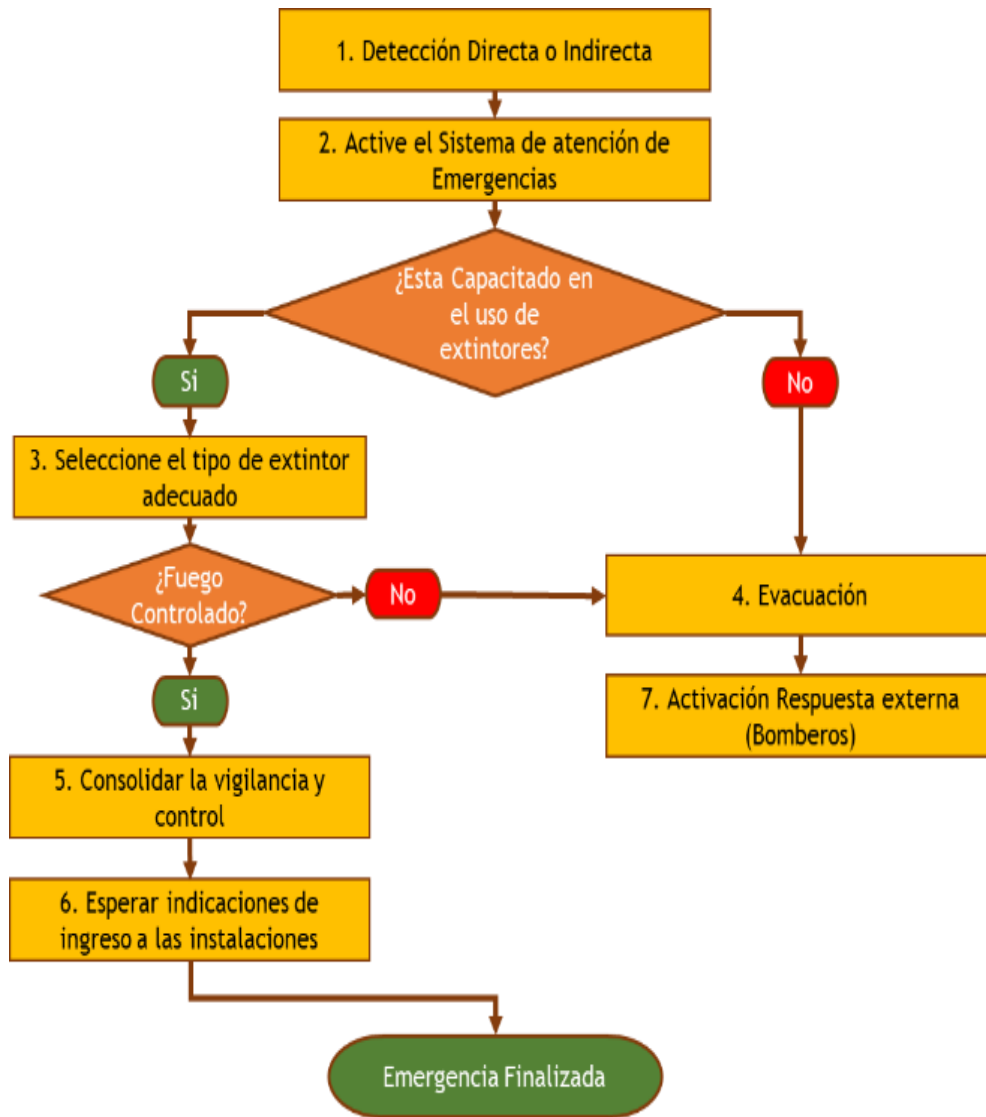 1. Detección Directa o Indirecta
2. Active el Sistema de atención de
Emergencias
¿Esta Capacitado en
el uso de
extintores?
Si
No
3. Seleccione el tipo de extintor
adecuado
¿Fuego
Controlado?
No
4. Evacuación
Si
7. Activación Respuesta externa
(Bomberos)
5. Consolidar la vigilancia y
control
6. Esperar indicaciones de
ingreso a las instalaciones
Emergencia Finalizada